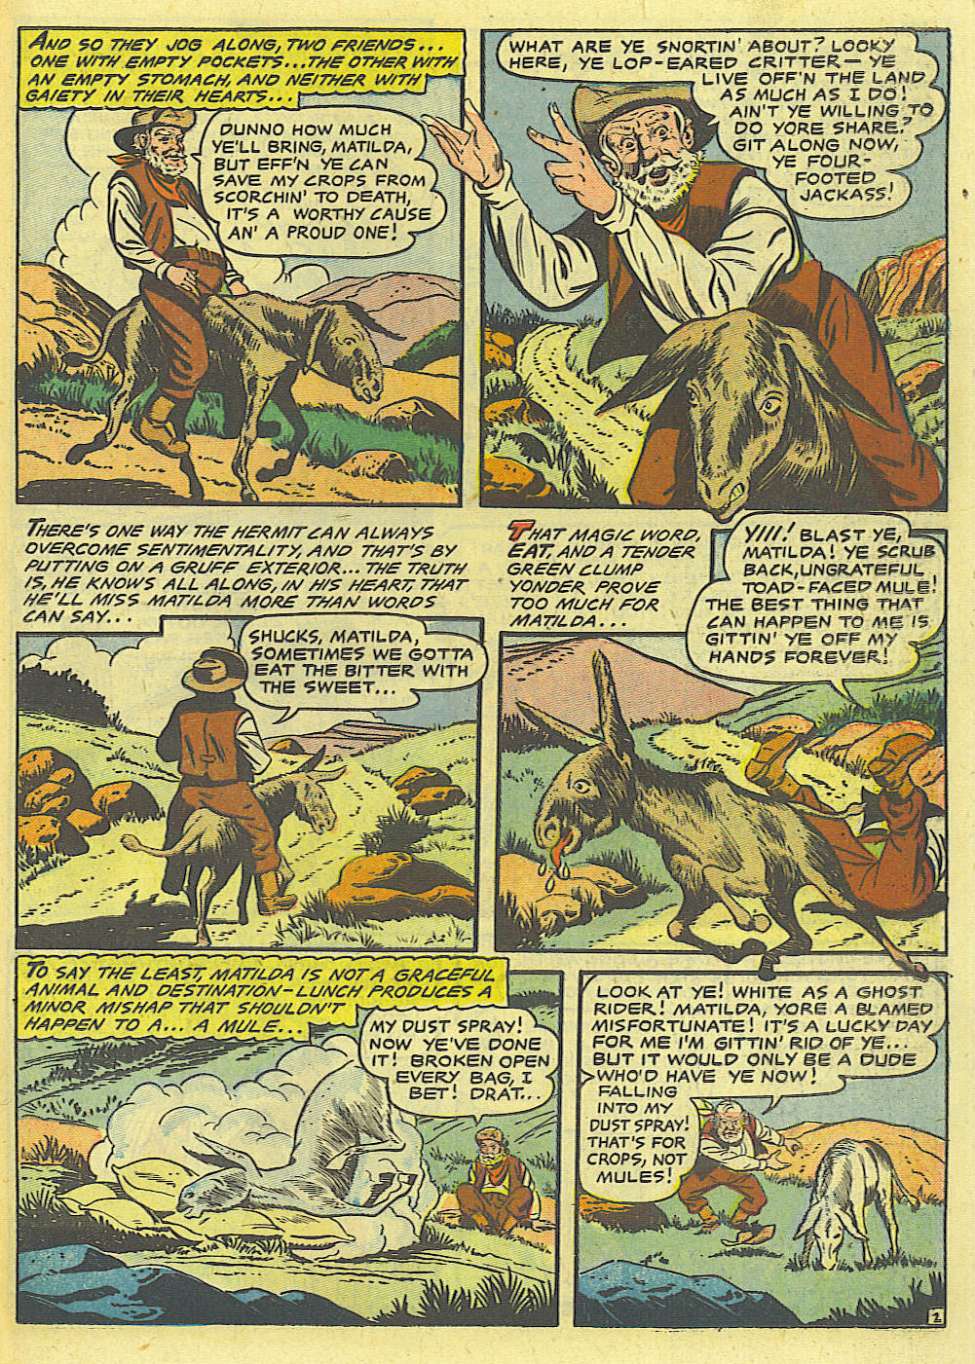 AND SO THEY JOG ALONG, TWO FRIENDS...
ONE WITH EMPTY POCKETS...THE OTHER WITH
AN EMPTY STOMACH, AND NEITHER WITH
GAIETY IN THEIR HEARTS...
DUNNO HOW MUCH
YE'LL BRING, MATILDA,
BUT EFF'N YE CAN
SAVE MY CROPS FROM
SCORCHIN' TO DEATH,
IT'S A WORTHY CAUSE
AN' A PROUD ONE!
WHAT ARE YE SNORTIN' ABOUT? LOOKY
HERE, YE LOP-EARED CRITTER— YE
LIVE OFF'N THE LAND
AS MUCH AS I DO!
AIN'T YE WILLING TO
DO YORE SHARE?
GIT ALONG NOW,
YE FOUR-
FOOTED
JACKASS!
THERE'S ONE WAY THE HERMIT CAN ALWAYS
OVERCOME SENTIMENTALITY, AND THAT'S BY
PUTTING ON A GRUFF EXTERIOR... THE TRUTH
IS, HE KNOWS ALL ALONG, IN HIS HEART, THAT
HE'LL MISS MATILDA MORE THAN WORDS
CAN SAY...
SHUCKS, MATILDA,
SOMETIMES WE GOTTA
EAT THE BITTER WITH
THE SWEET...
THAT MAGIC WORD,
EAT, AND A TENDER
GREEN CLUMP
YONDER PROVE
TOO MUCH FOR
MATILDA...
YIII! BLAST YE,
MATILDA! YE SCRUB
BACK, UNGRATEFUL
TOAD-FACED MULE!
THE BEST THING THAT
CAN HAPPEN TO ME IS
GITTIN' YE OFF MY
HANDS FOREVER!
TO SAY THE LEAST, MATILDA IS NOT A GRACEFUL
ANIMAL AND DESTINATION-LUNCH PRODUCES A
MINOR MISHAP THAT SHOULDN'T
HAPPEN TO A... A MULE...
MY DUST SPRAY!
NOW YE'VE DONE
IT! BROKEN OPEN
EVERY BAG, I
BET! DRAT...
LOOK AT YE! WHITE AS A GHOST
RIDER! MATILDA, YORE A BLAMED
MISFORTUNATE! IT'S A LUCKY DAY
FOR ME I'M GITTIN' RID OF YE...
BUT IT WOULD ONLY BE A DUDE
WHO'D HAVE YE NOW!
FALLING
INTO MY
DUST SPRAY!
THAT'S FOR
CROPS, NOT
MULES!
2